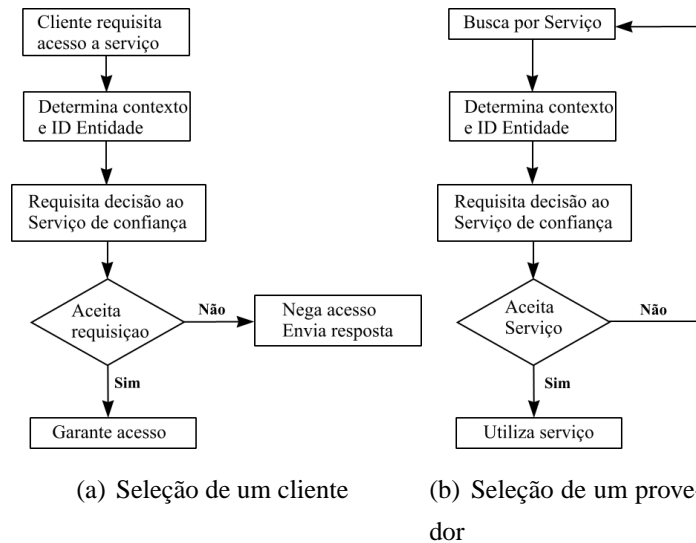 Cliente requisita
acesso a serviço
Determina contexto
e ID Entidade
Requisita decisão ao
Serviço de confiança
Aceita
requisiçao
Não
Nega acesso
Envia resposta
Sim
Garante acesso
(a) Seleção de um cliente
Busca por Serviço
Determina contexto
e ID Entidade
Requisita decisão ao
Serviço de confiança
Aceita
Serviço
Não
Sim
Utiliza serviço
(b) Seleção de um prove
dor